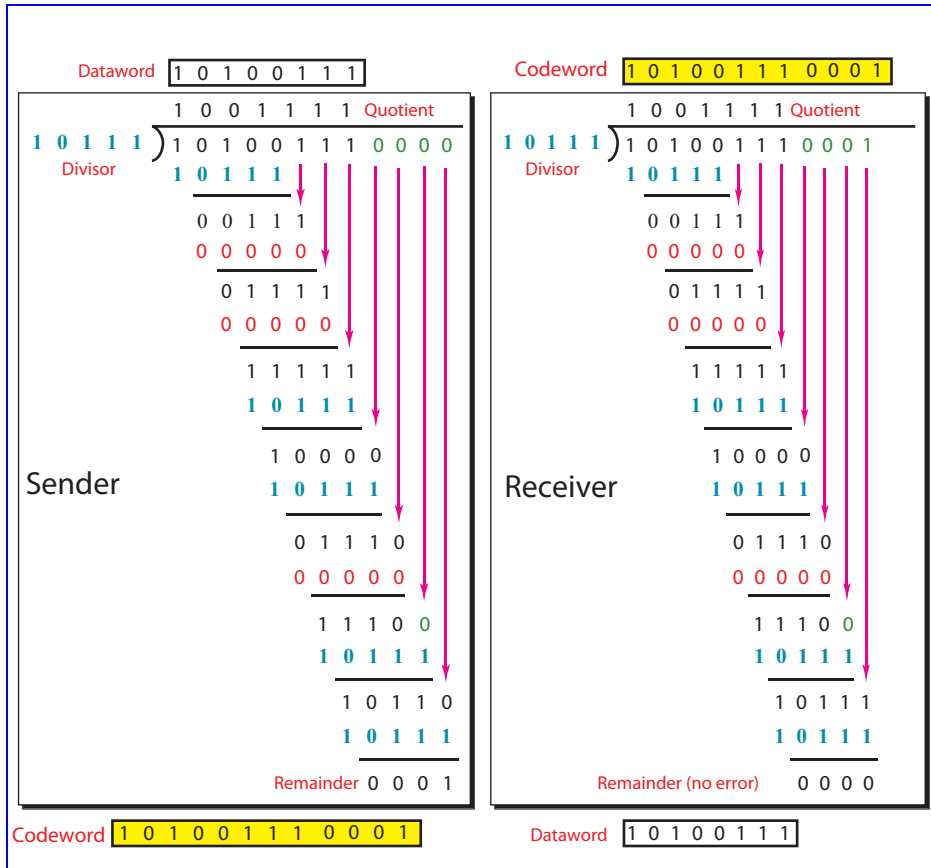 Dataword 1 0 1 0 0 1 1 1
1 0 0 1 1 1 1 Quotient
1 0 1 1 1 1 0 1 0 0 1 1 1 0 0 0 0
Divisor 1 0 1 1 1
0 0 1 1 1
0 0 0 0 0
0 1 1 1 1
0 0 0 0 0
1 1 1 1 1
1 0 1 1 1
1 0 0 0 0
Sender 1 0 1 1 1
0 1 1 1 0
0 0 0 0 0
1 1 1 0 0
1 0 1 1 1
1 0 1 1 0
1 0 1 1 1
Remainder 0 0 0 1
Codeword 1 0 1 0 0 1 1 1 0 0 0 1
Codeword 1 0 1 0 0 1 1 1 0 0 0 1
1 0 0 1 1 1 1 Quotient
1 0 1 1 1 1 0 1 0 0 1 1 1 0 0 0 1
Divisor 1 0 1 1 1
0 0 1 1 1
0 0 0 0 0
0 1 1 1 1
0 0 0 0 0
1 1 1 1 1
1 0 1 1 1
1 0 0 0 0
Receiver 1 0 1 1 1
0 1 1 1 0
0 0 0 0 0
1 1 1 0 0
1 0 1 1 1
1 0 1 1 1
1 0 1 1 1
Remainder (no error) 0 0 0 0
Dataword 1 0 1 0 0 1 1 1